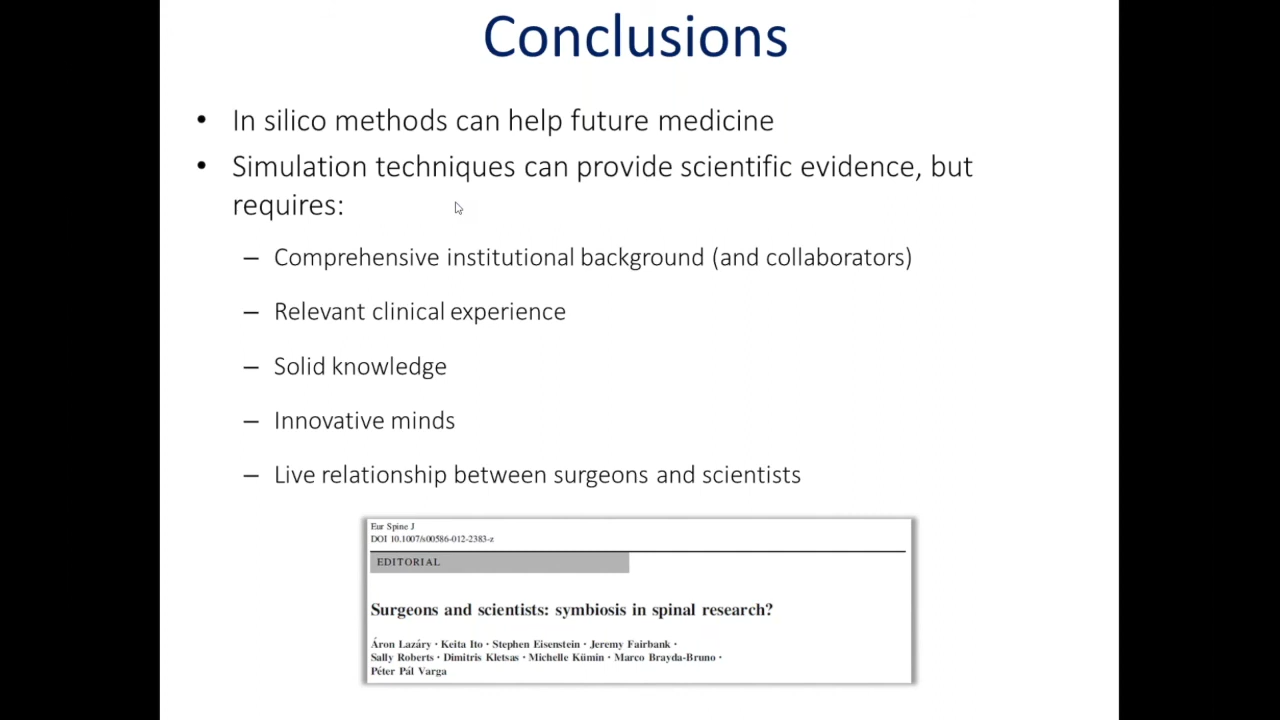 Conclusions
• In silico methods can help future medicine
• Simulation techniques can provide scientific evidence, but
requires:
– Comprehensive institutional background (and collaborators)
– Relevant clinical experience
– Solid knowledge
– Innovative minds
– Live relationship between surgeons and scientists
Eur Spine J
DOI 10.1007/s00586-012-2383-z
EDITORIAL
Surgeons and scientists: symbiosis in spinal research?
Áron Lazáry · Keita Ito · Stephen Eisenstein · Jeremy Fairbank ·
Sally Roberts · Dimitris Kletsas · Michelle Kümin · Marco Brayda-Bruno ·
Péter Pál Varga